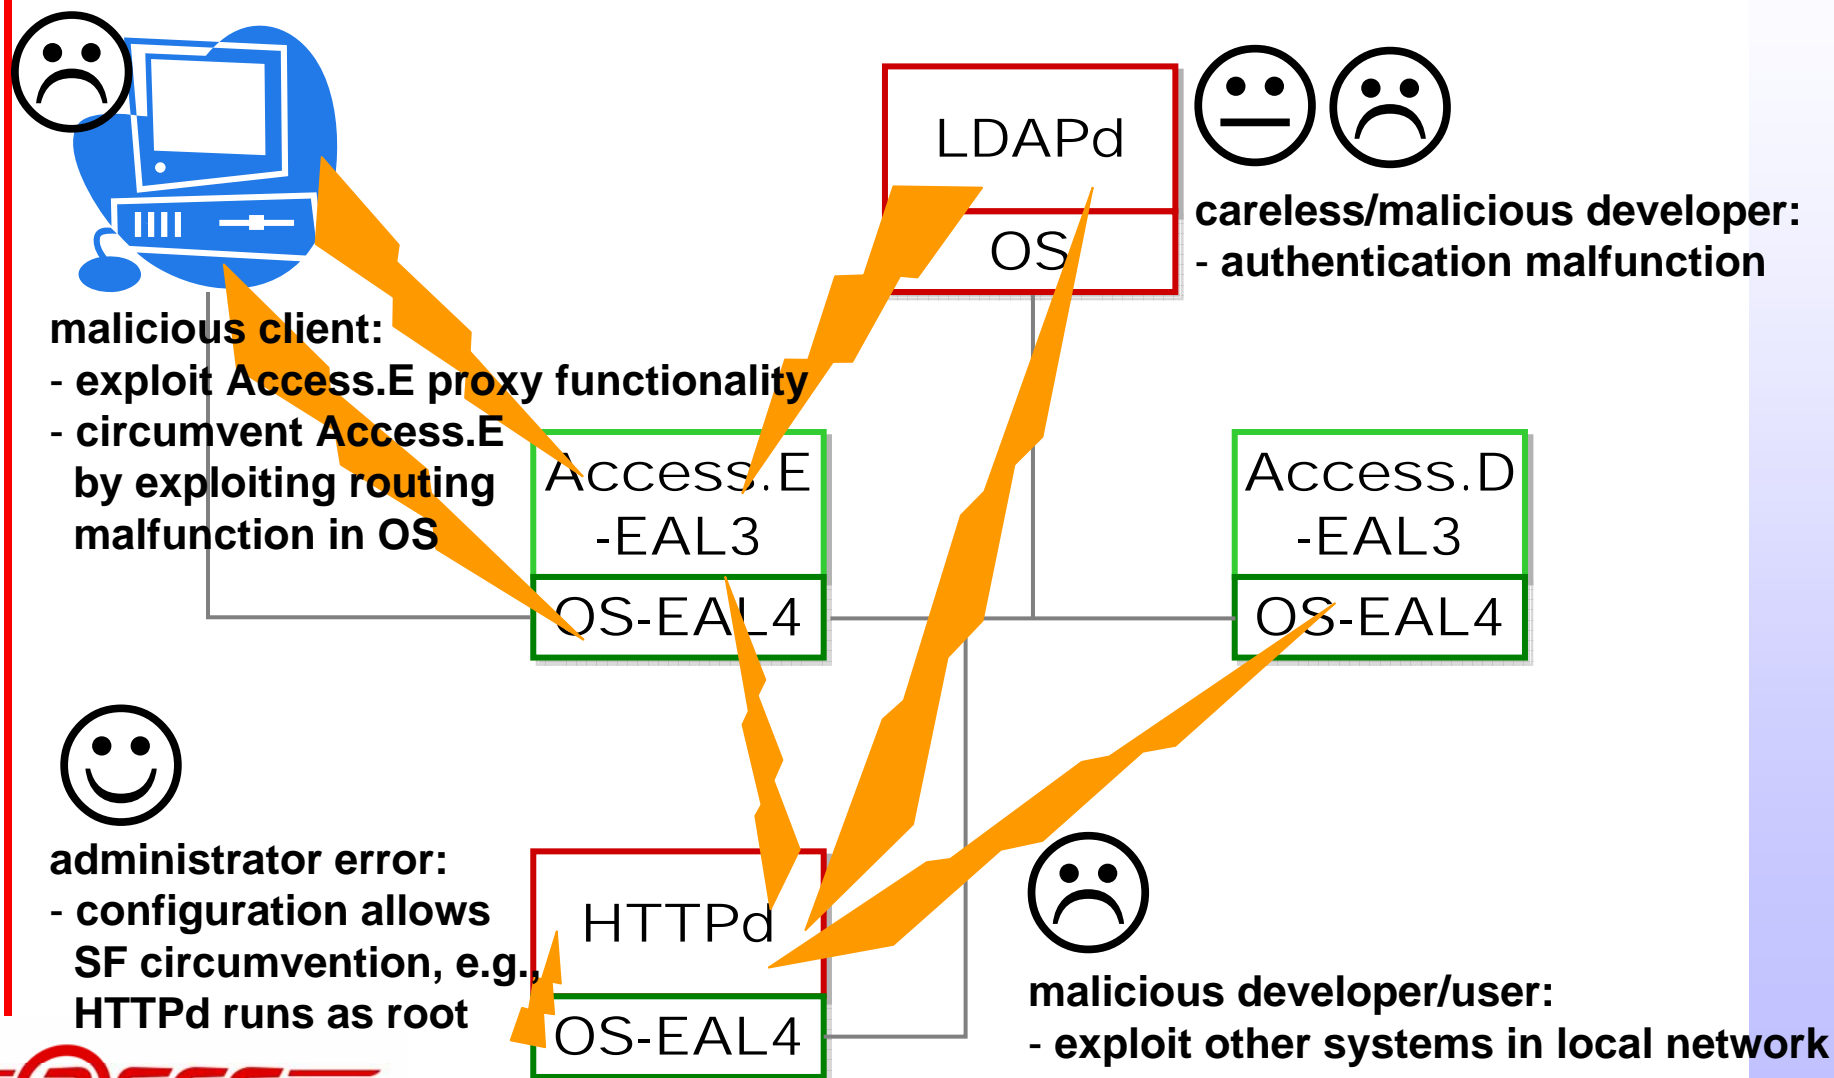 LDAPd
OS
careless/malicious developer:
- authentication malfunction
malicious client:
- exploit Access.E proxy functionality
- circumvent Access.E
by exploiting routing
malfunction in OS
Access.E
-EAL3
OS-EAL4
Access.D
-EAL3
OS-EAL4
administrator error:
- configuration allows
SF circumvention, e.g.,
HTTPd runs as root
HTTPd
OS-EAL4
malicious developer/user:
- exploit other systems in local network